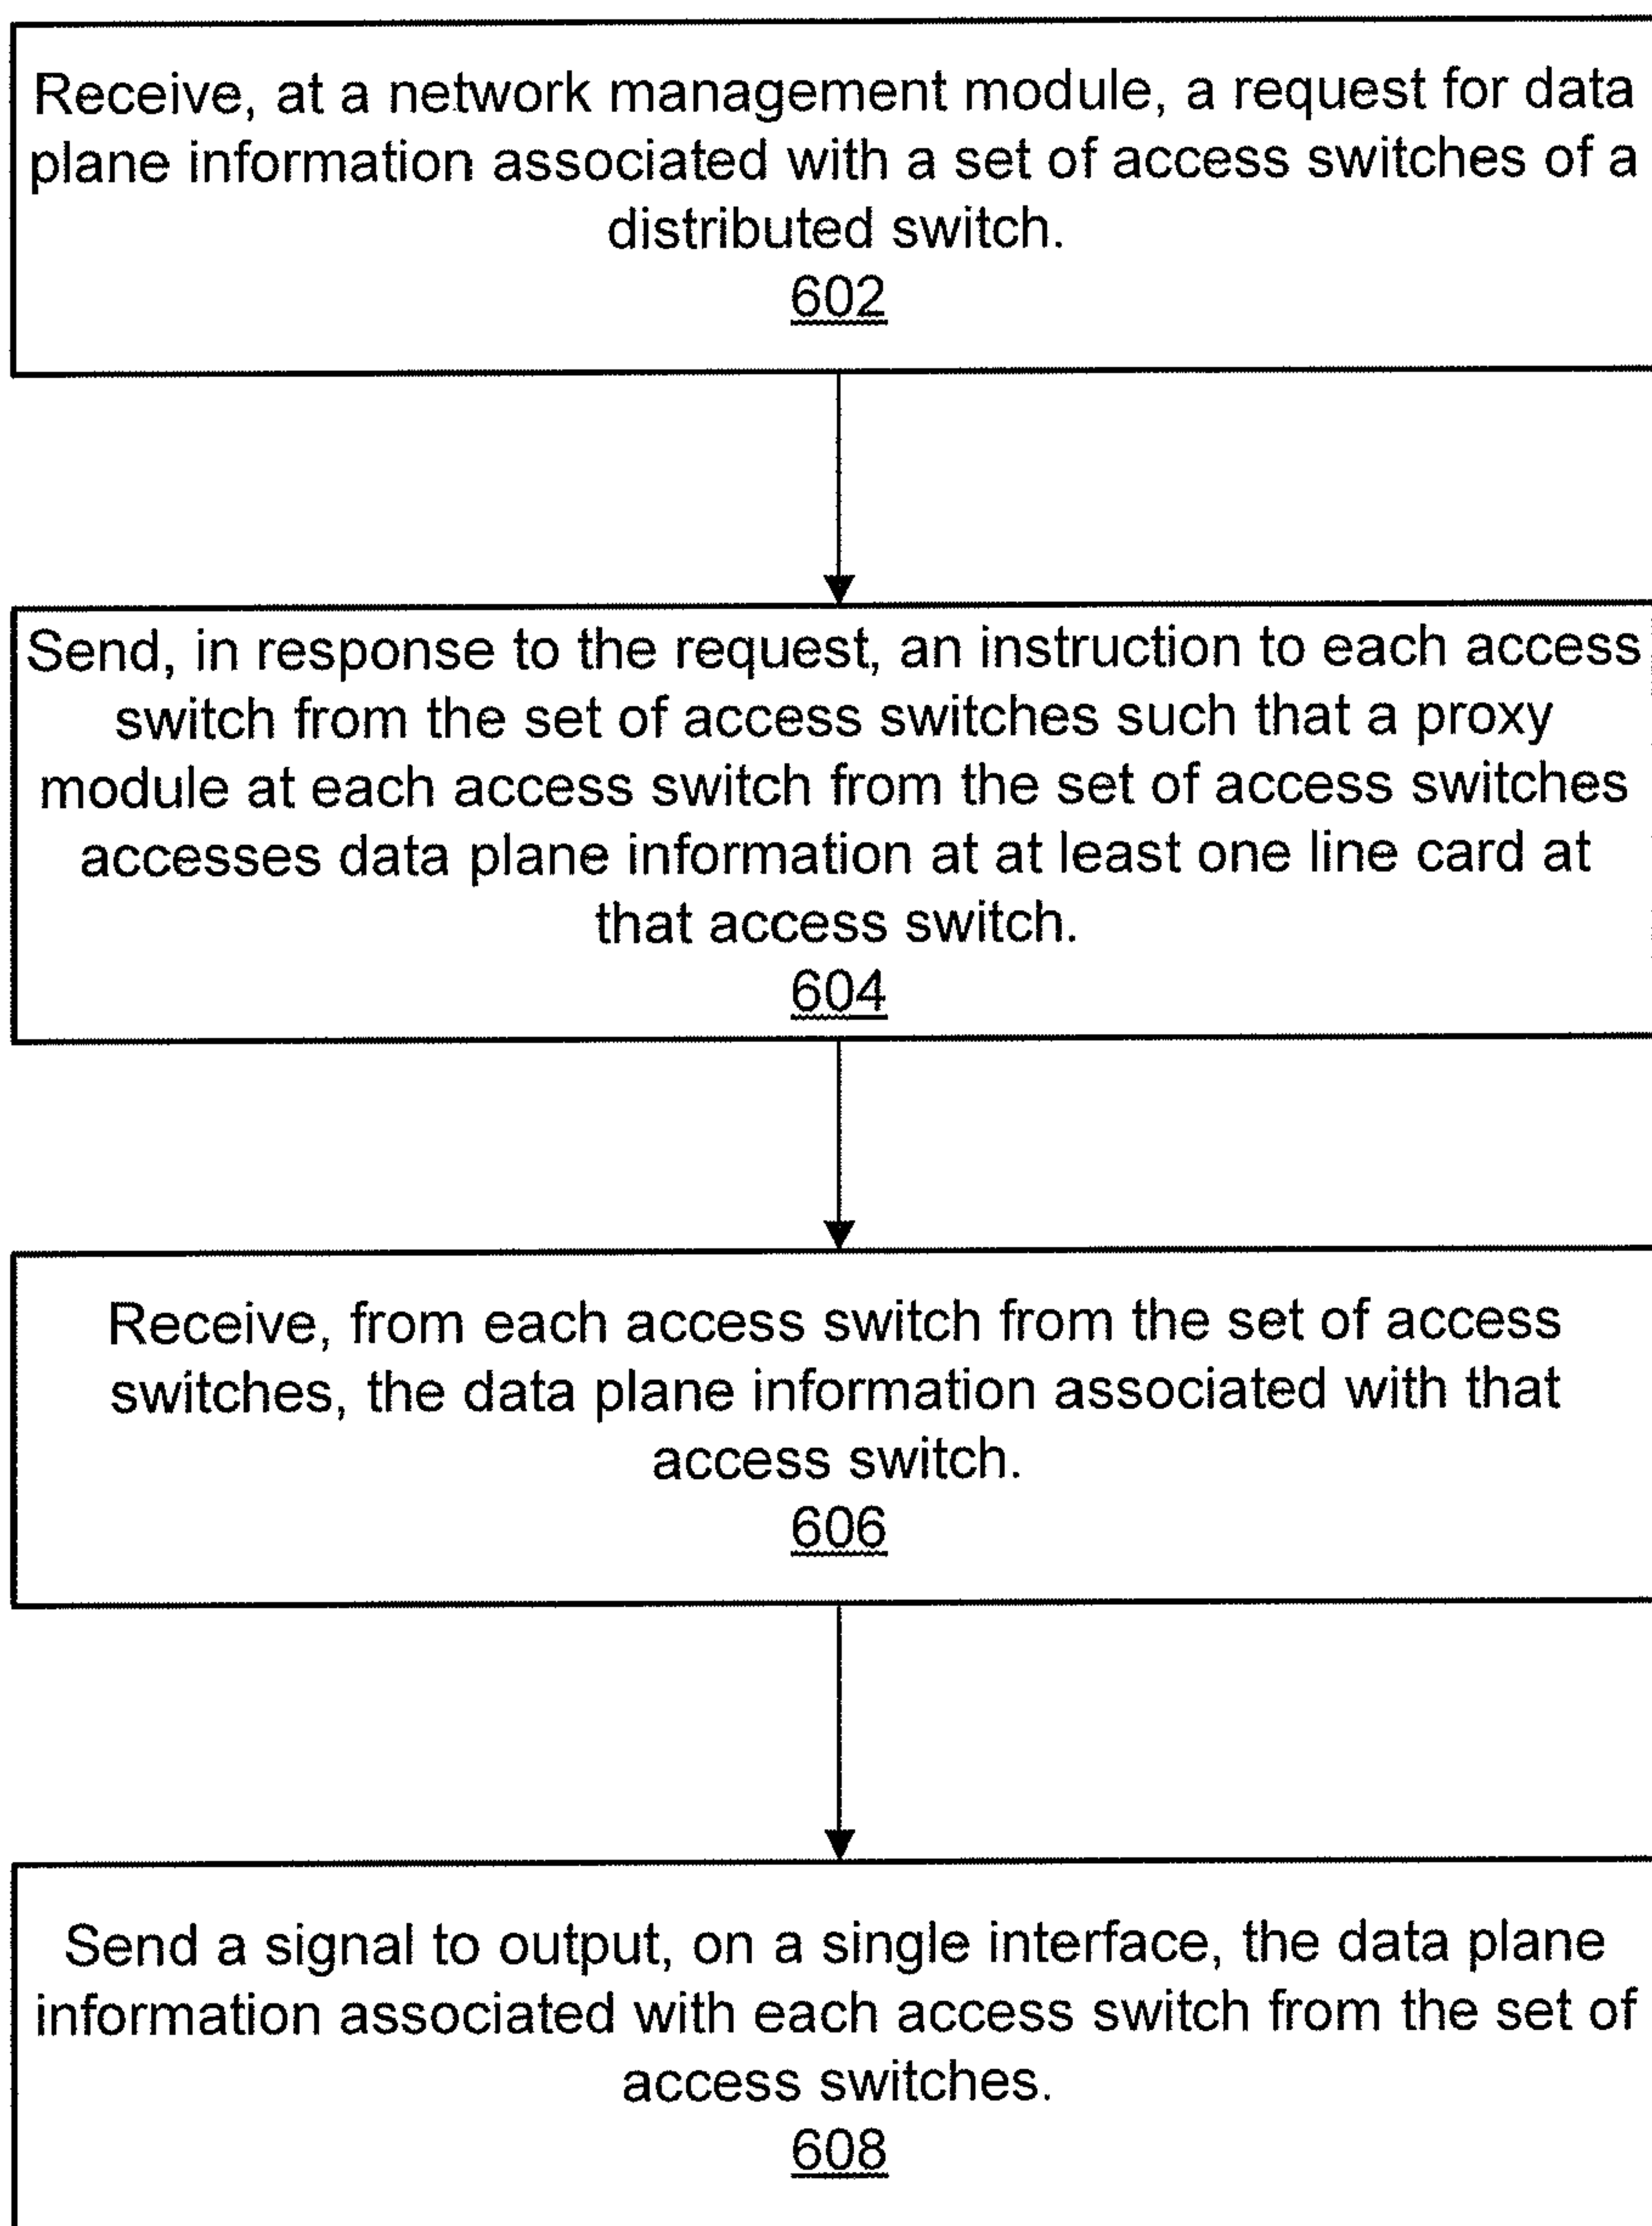 Receive, at a network management module, a request for data
plane information associated with a set of access switches of a
distributed switch.
602
Send, in response to the request, an instruction to each access
switch from the set of access switches such that a proxy
module at each access switch from the set of access switches
accesses data plane information at at least one line card at
that access switch.
604
Receive, from each access switch from the set of access
switches, the data plane information associated with that
access switch.
606
Send a signal to output, on a single interface, the data plane
information associated with each access switch from the set of
access switches.
608